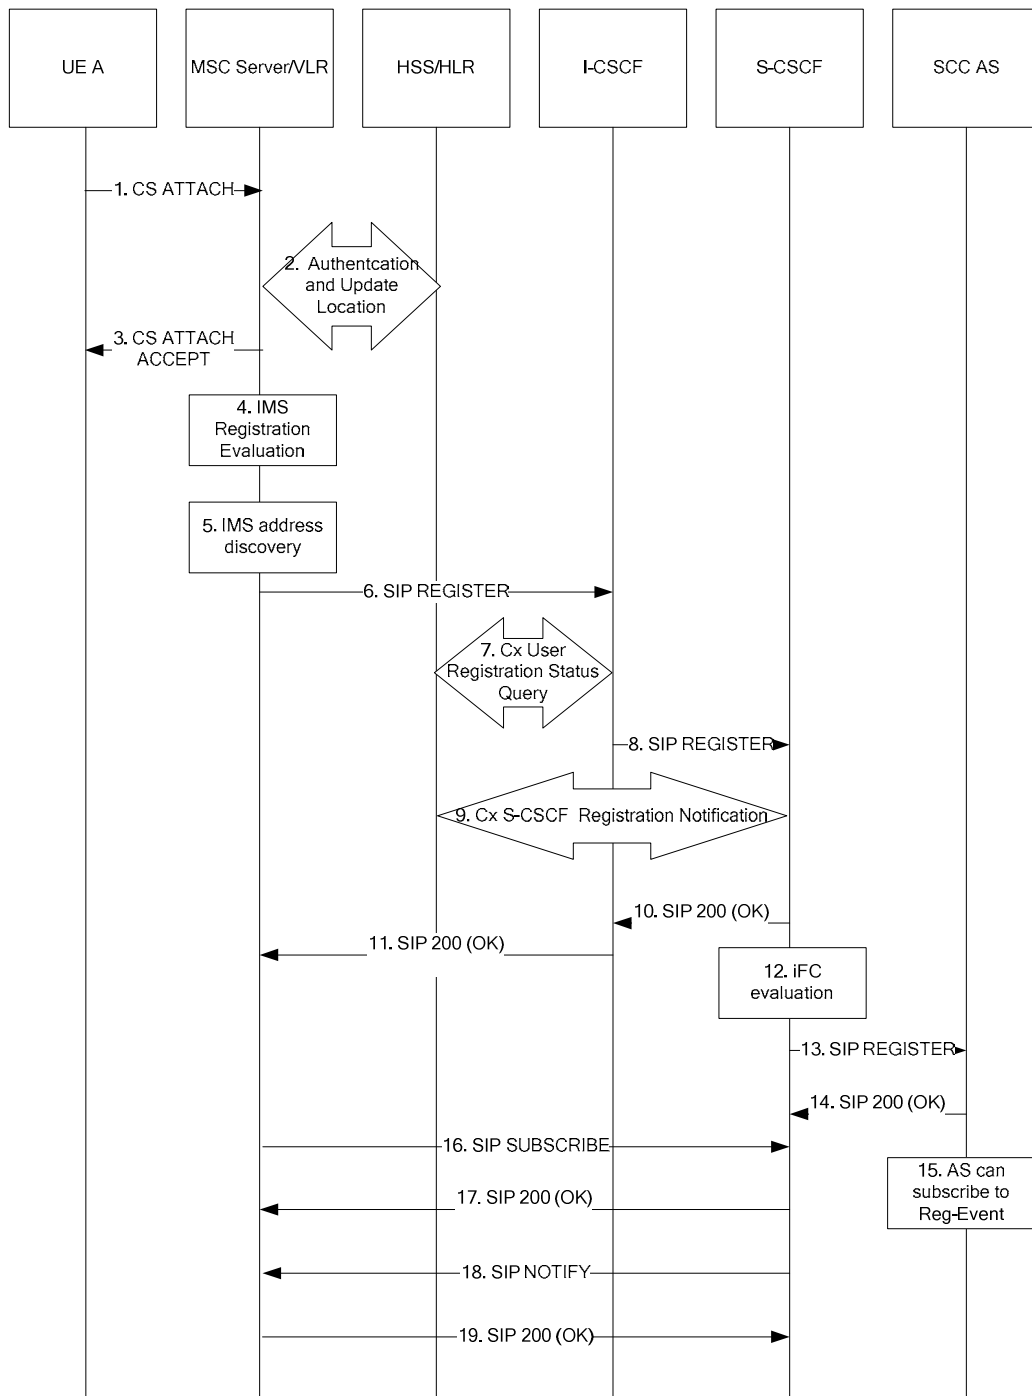 UE A
MSC Server/VLR
HSS/HLR
I-CSCF
S-CSCF
SCC AS
1. CS ATTACH
2. Authentcation
and Update
Location
3. CS ATTACH
ACCEPT
4. IMS
Registration
Evaluation
5. IMS address
discovery
6. SIP REGISTER
7. Cx User
Registration Status
Query
8. SIP REGISTER
9. Cx S-CSCF Registration Notification
10. SIP 200 (OK)
11. SIP 200 (OK)
12. iFC
evaluation
13. SIP REGISTER
14. SIP 200 (OK)
16. SIP SUBSCRIBE
15. AS can
subscribe to
Reg-Event
17. SIP 200 (OK)
18. SIP NOTIFY
19. SIP 200 (OK)